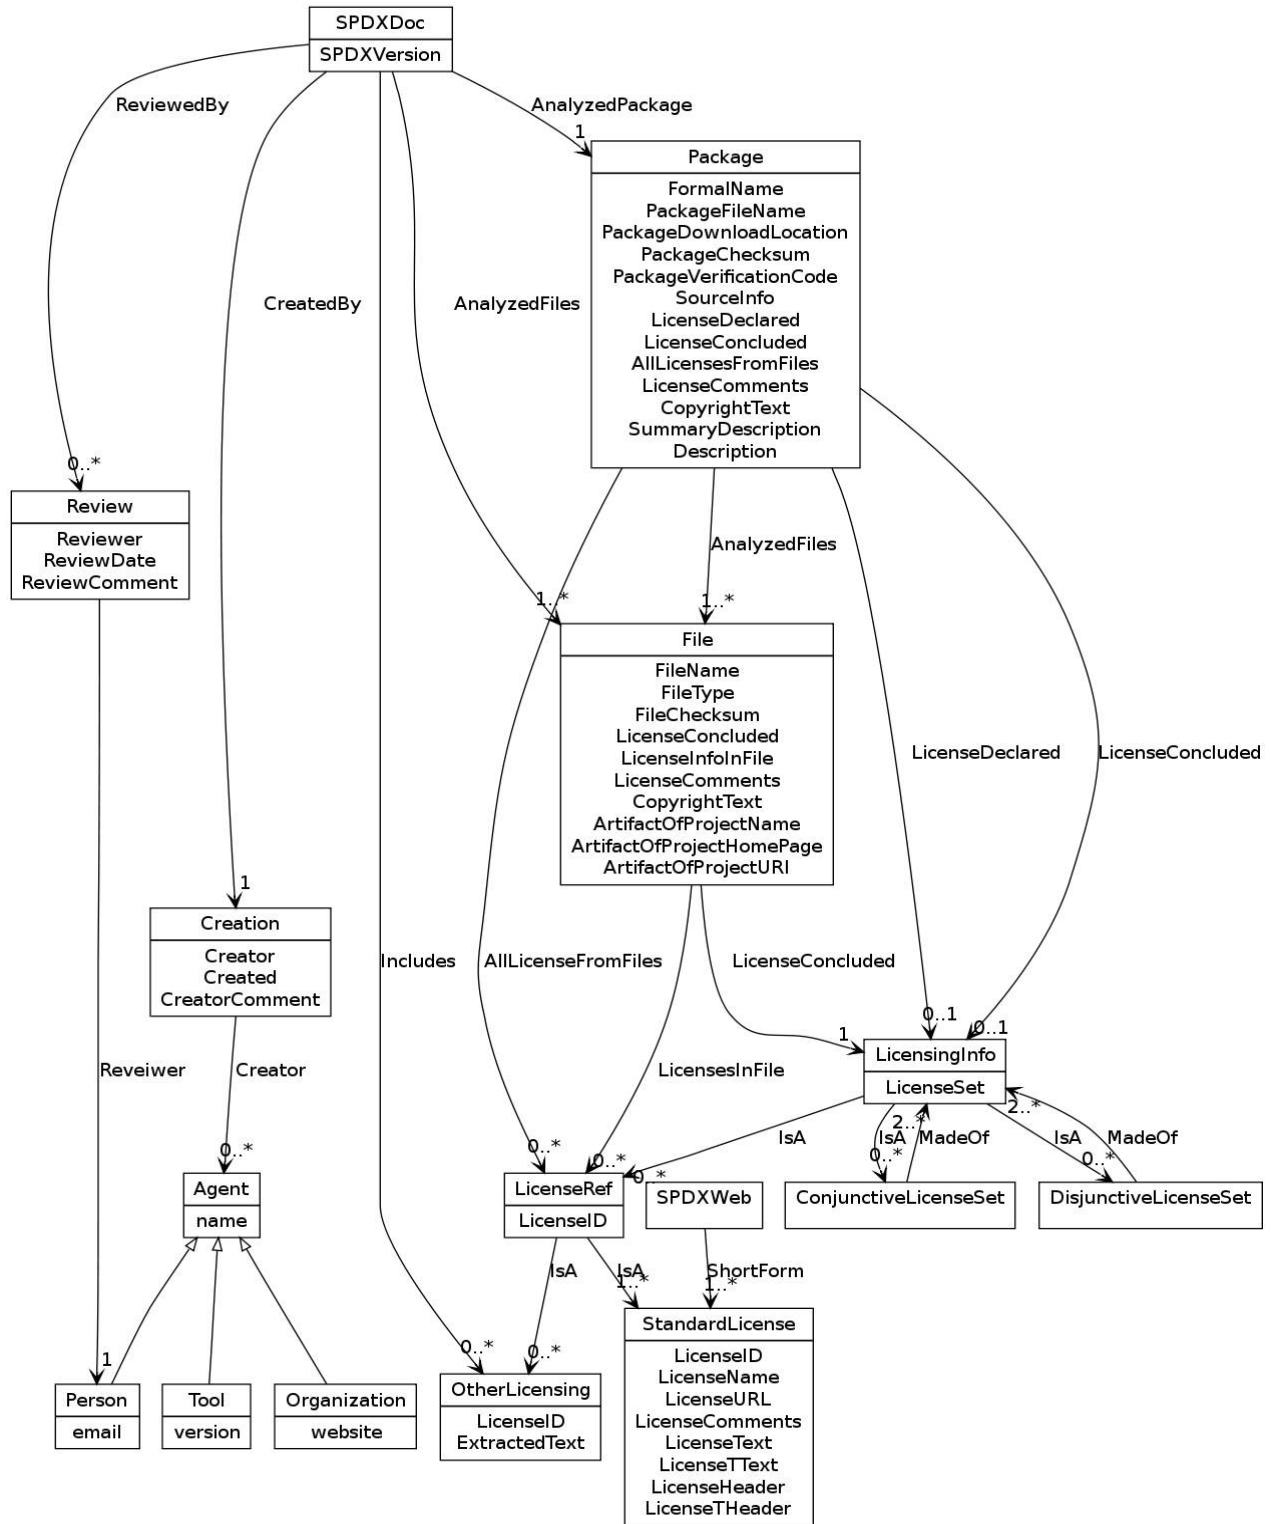 SPDXDoc
SPDXVersion
ReviewedBy
AnalyzedPackage
1
Package
FormalName
PackageFileName
PackageDownloadLocation
PackageChecksum
PackageVerificationCode
SourceInfo
LicenseDeclared
LicenseConcluded
AllLicensesFromFiles
LicenseComments
CopyrightText
SummaryDescription
Description
CreatedBy
AnalyzedFiles
0..*
Review
Reviewer
ReviewDate
ReviewComment
AnalyzedFiles
1..*
1..*
File
FileName
FileType
FileChecksum
LicenseConcluded
LicenseInfoInFile
LicenseComments
CopyrightText
ArtifactOfProjectName
ArtifactOfProjectHomePage
ArtifactOfProjectURI
LicenseDeclared
LicenseConcluded
1
Creation
Creator
Created
CreatorComment
Includes
AllLicenseFromFiles
LicenseConcluded
0..1
0..1
1
LicensingInfo
LicenseSet
Reveiwer
Creator
LicensesInFile
2..*
2..*
IsA
IsA
MadeOf
IsA
MadeOf
0..*
0..*
0..*
0..*
0..*
0..*
Agent
name
LicenseRef
LicenseID
SPDXWeb
ConjunctiveLicenseSet
DisjunctiveLicenseSet
IsA
IsA
ShortForm
1..*
1..*
StandardLicense
LicenseID
LicenseName
LicenseURL
LicenseComments
LicenseText
LicenseTText
LicenseHeader
LicenseTHeader
1
0..*
0..*
Person
email
Tool
version
Organization
website
OtherLicensing
LicenseID
ExtractedText